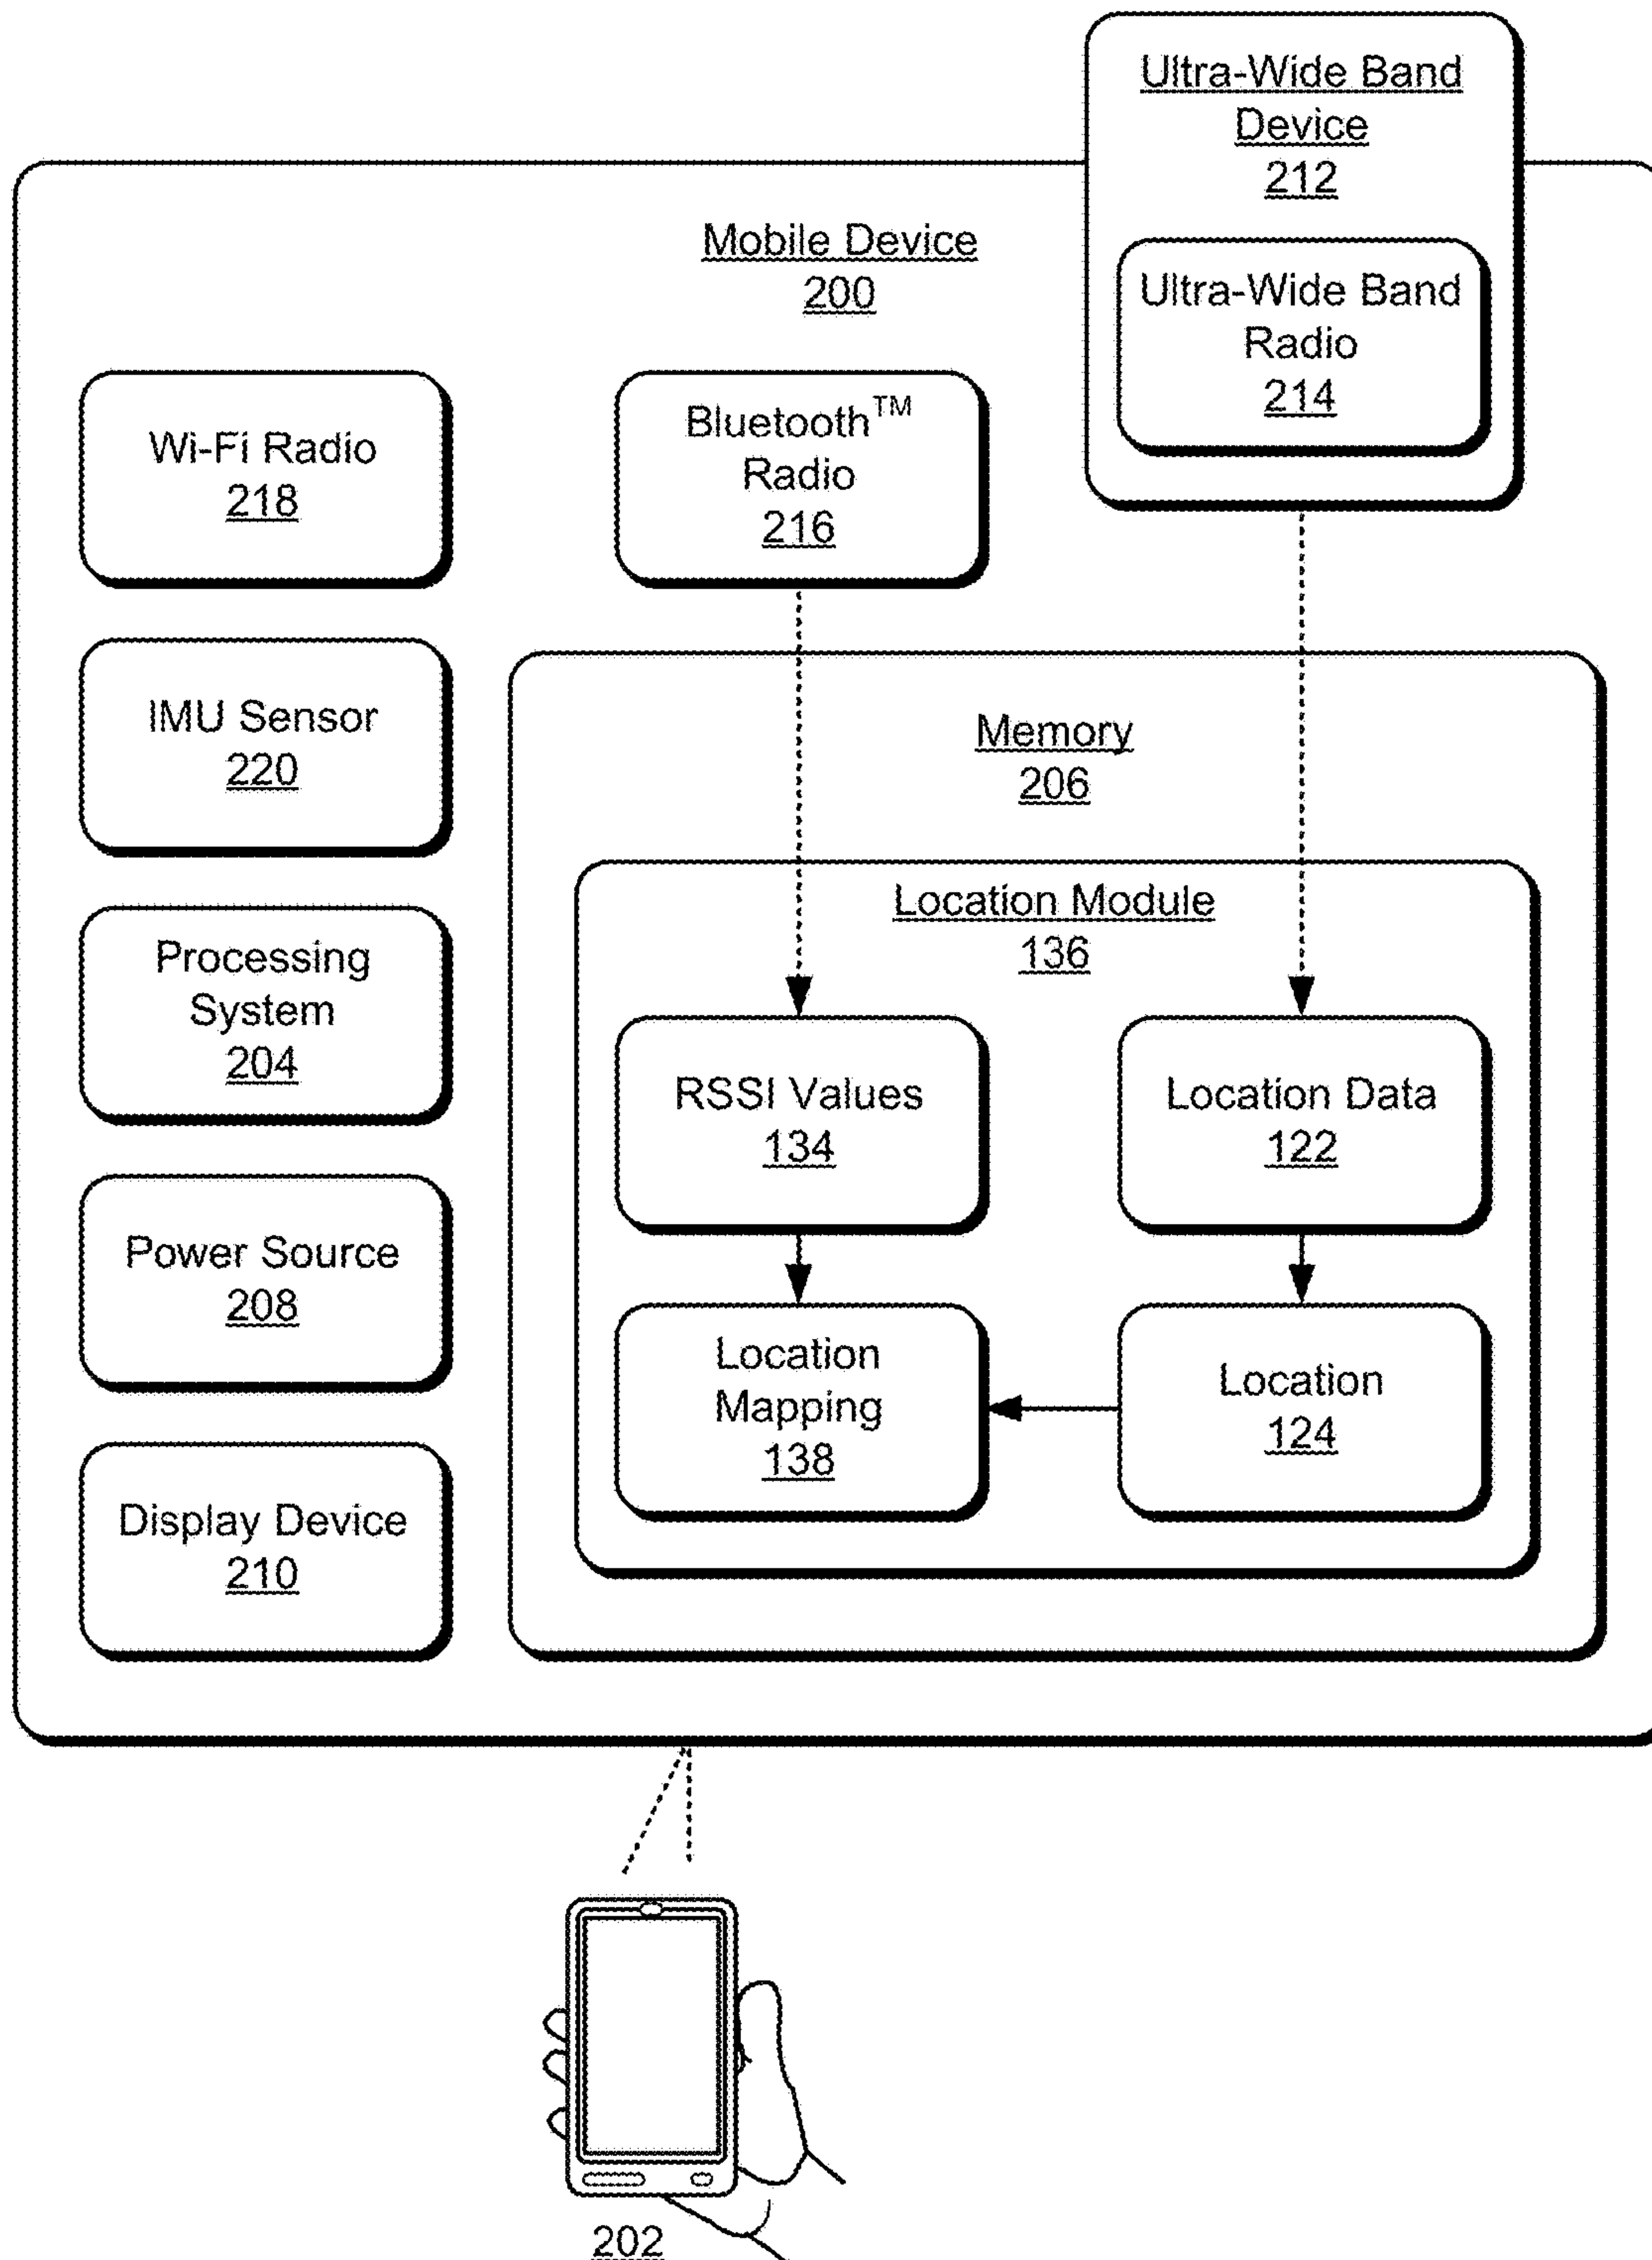 Ultra-Wide Band
Device
212
Ultra-Wide Band
Radio
214
Mobile Device
200
Wi-Fi Radio
218
Bluetooth™
Radio
216
IMU Sensor
220
Processing
System
204
Power Source
208
Display Device
210
Memory
206
Location Module
136
RSSI Values
134
Location Data
122
Location
Mapping
138
Location
124
202